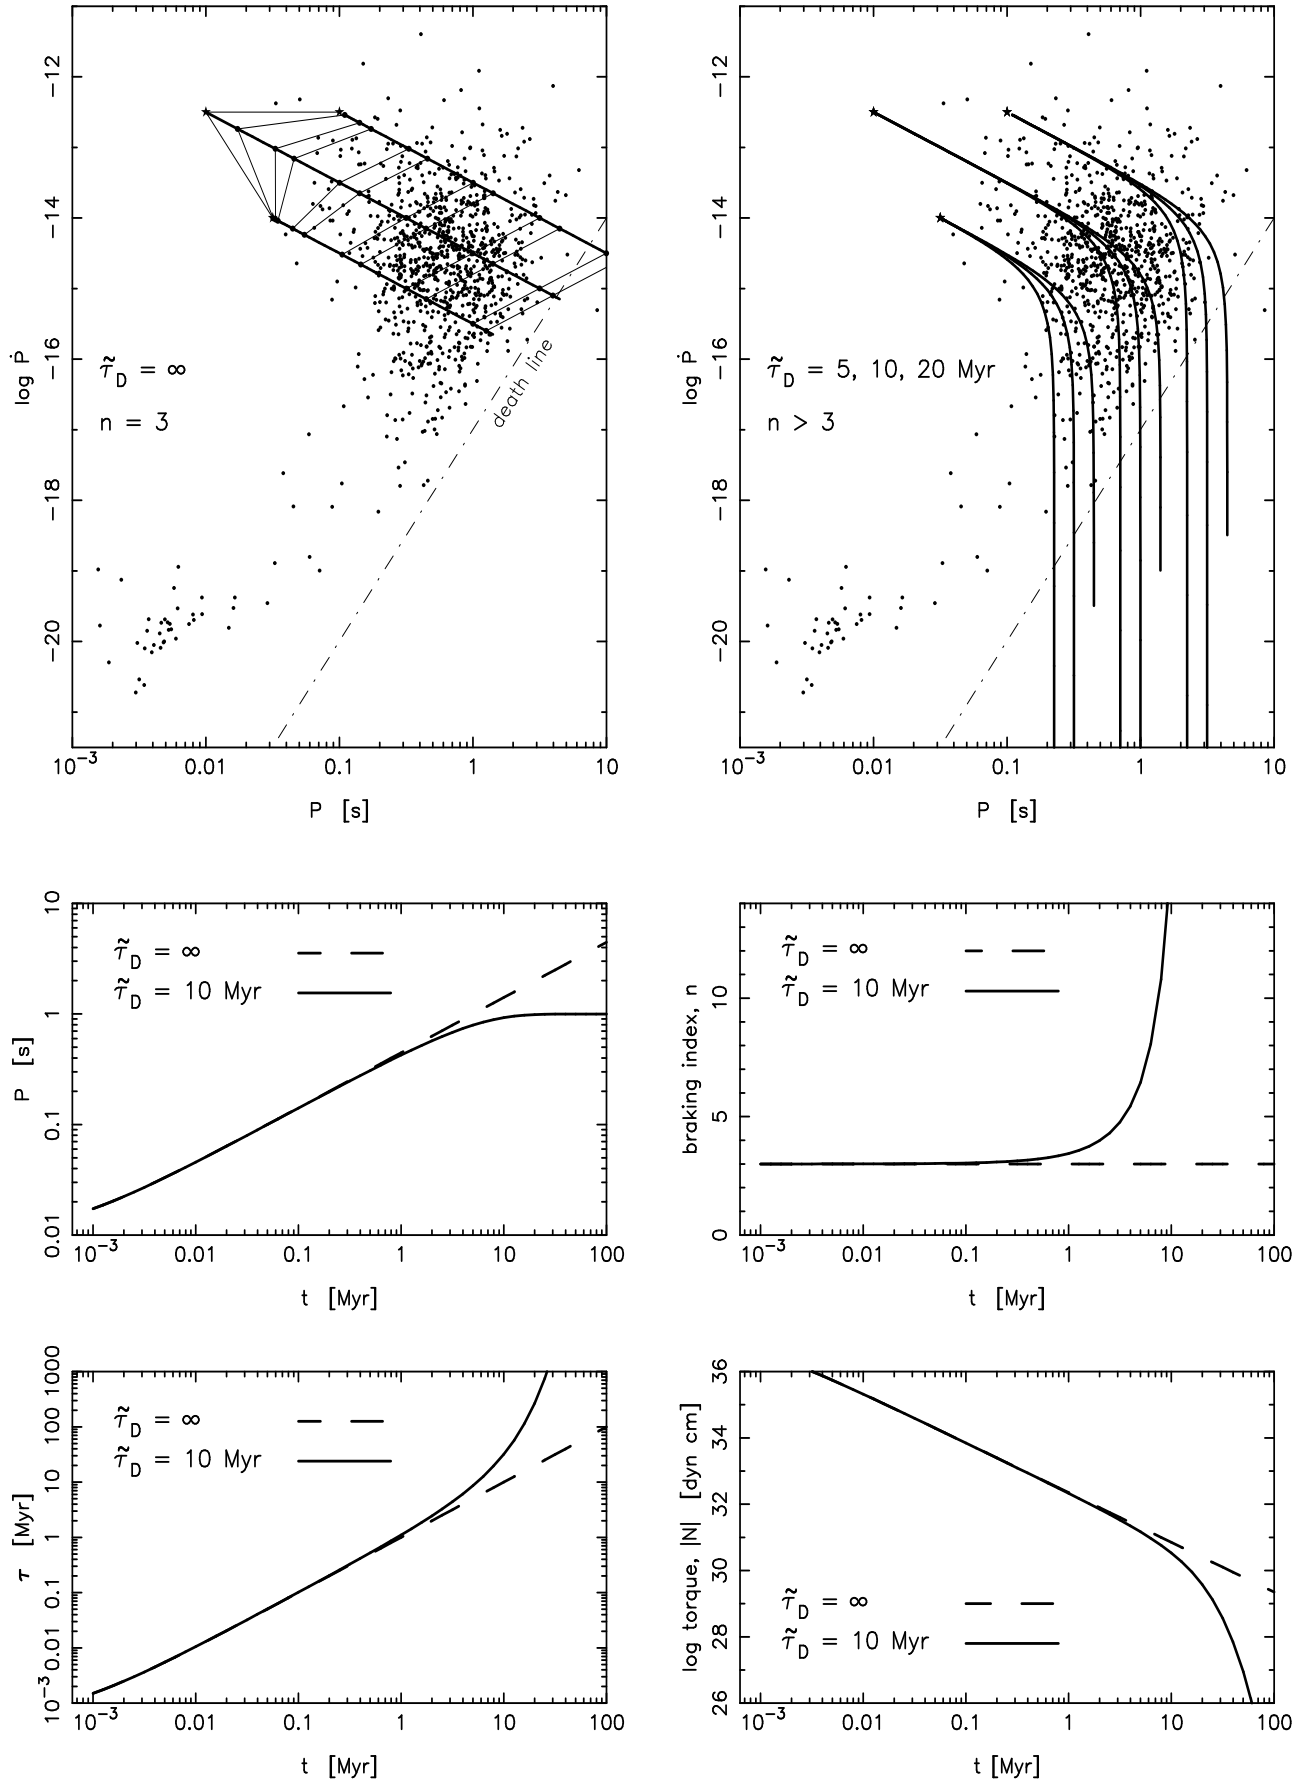 −12
−14
−16
−18
−20
log Ṗ
τ̃_D = ∞
n = 3
death line
10⁻³ 0.01 0.1 1 10
P [s]
−12
−14
−16
−18
−20
log Ṗ
τ̃_D = 5, 10, 20 Myr
n > 3
10⁻³ 0.01 0.1 1 10
P [s]
10
1
0.1
0.01
P [s]
τ̃_D = ∞
τ̃_D = 10 Myr
10⁻³ 0.01 0.1 1 10 100
t [Myr]
10
5
0
braking index, n
τ̃_D = ∞
τ̃_D = 10 Myr
10⁻³ 0.01 0.1 1 10 100
t [Myr]
1000
100
10
1
0.1
0.01
10⁻³
τ [Myr]
τ̃_D = ∞
τ̃_D = 10 Myr
10⁻³ 0.01 0.1 1 10 100
t [Myr]
36
34
32
30
28
26
log torque, |N| [dyn cm]
τ̃_D = ∞
τ̃_D = 10 Myr
10⁻³ 0.01 0.1 1 10 100
t [Myr]